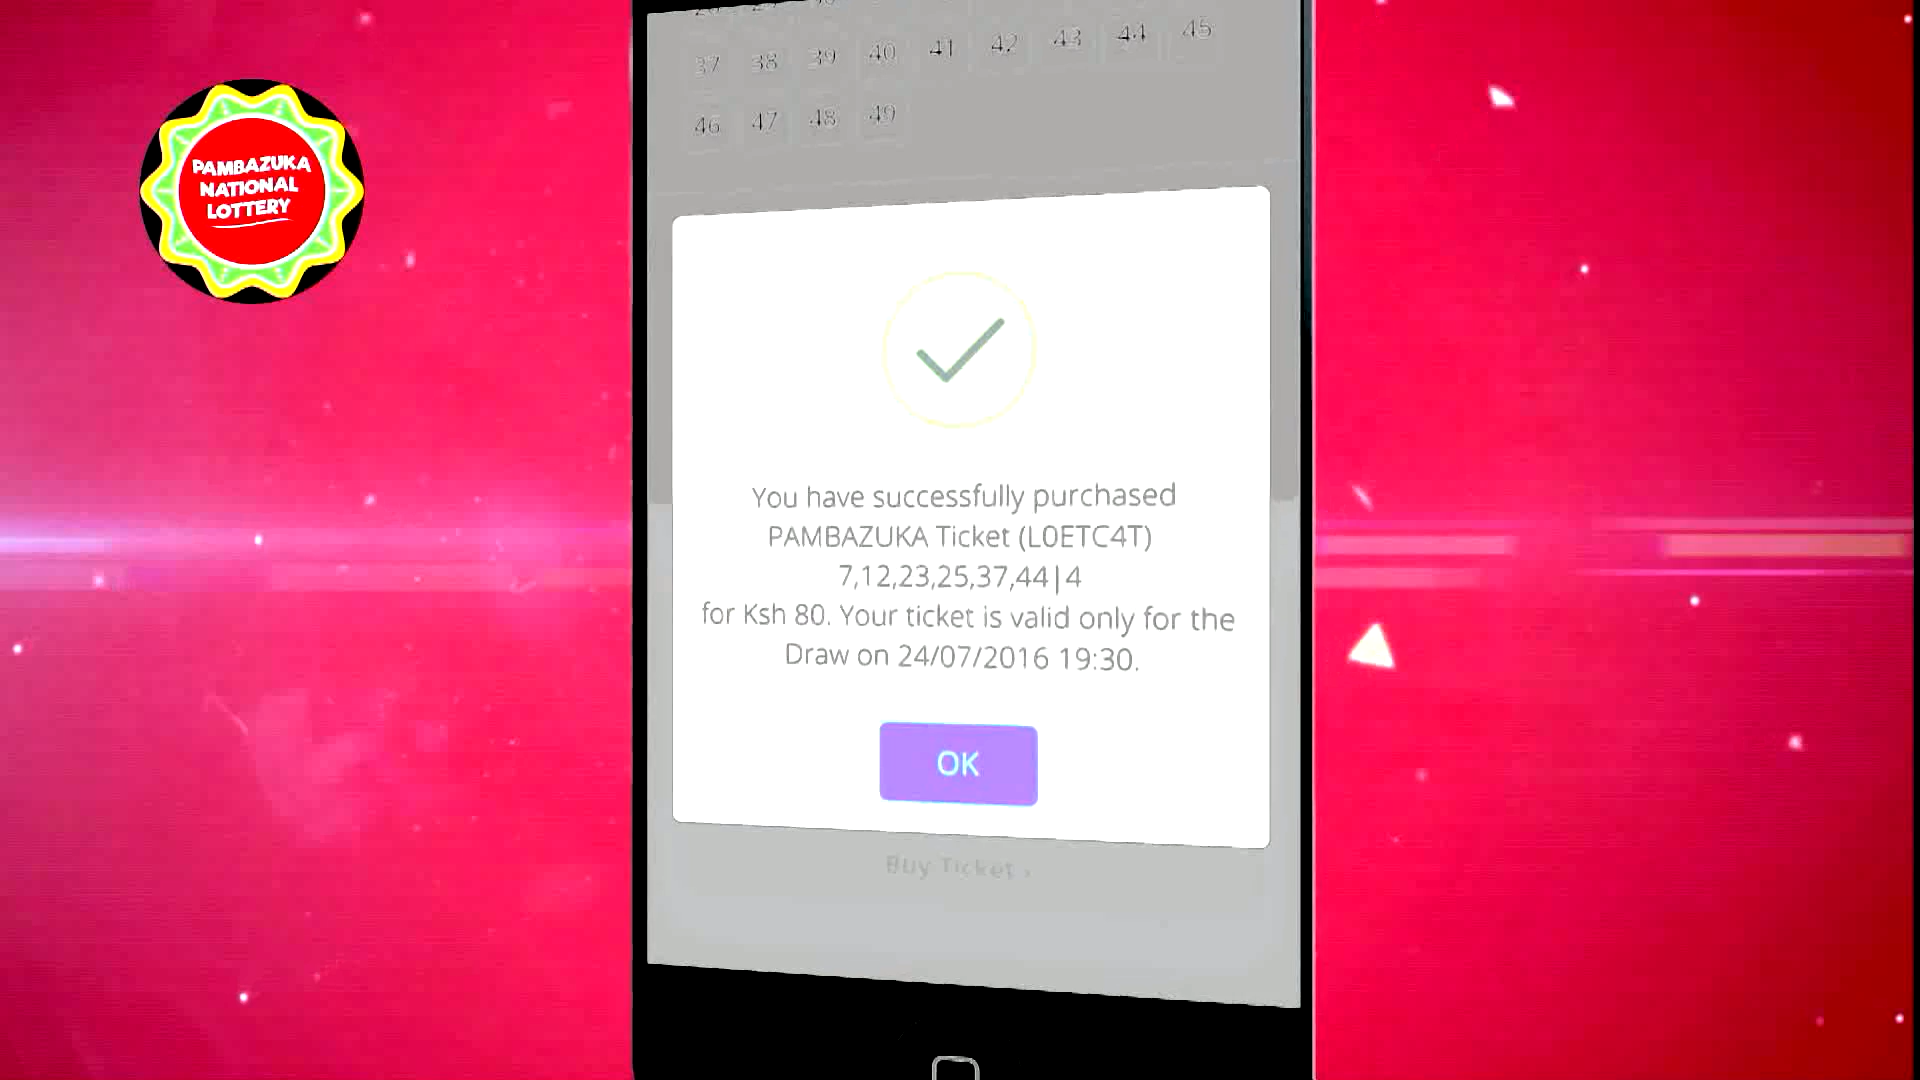 PAMBAZUKA
NATIONAL
LOTTERY
37 38 39 40 41 42 43 44 45
46 47 48 49
You have successfully purchased
PAMBAZUKA Ticket (L0ETC4T)
7,12,23,25,37,44|4
for Ksh 80. Your ticket is valid only for the
Draw on 24/07/2016 19:30.
OK
Buy Ticket ›